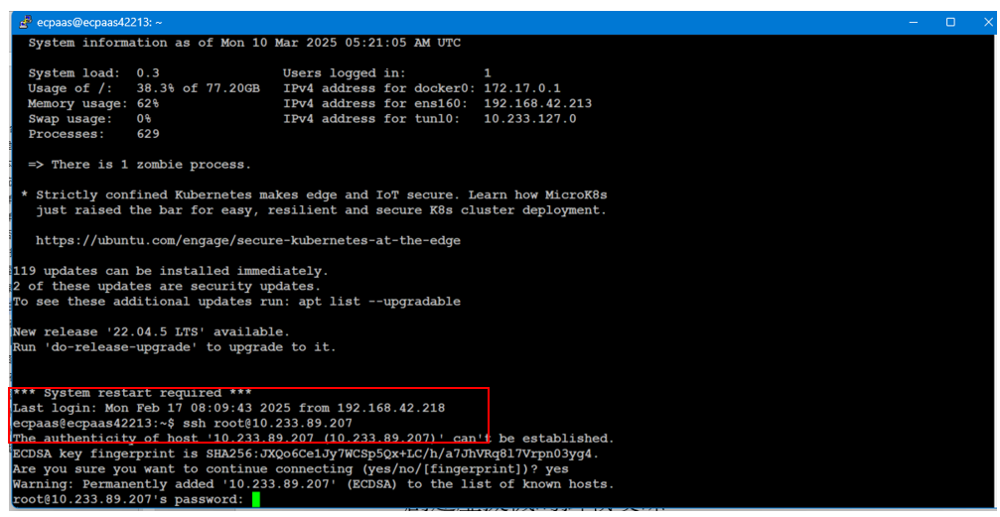 ecpaas@ecpaas42213: ~
System information as of Mon 10 Mar 2025 05:21:05 AM UTC
System load:  0.3                Users logged in:          1
Usage of /:   38.3% of 77.20GB   IPv4 address for docker0: 172.17.0.1
Memory usage: 62%                IPv4 address for ens160:  192.168.42.213
Swap usage:   0%                 IPv4 address for tunl0:   10.233.127.0
Processes:    629
=> There is 1 zombie process.
* Strictly confined Kubernetes makes edge and IoT secure. Learn how MicroK8s
just raised the bar for easy, resilient and secure K8s cluster deployment.
https://ubuntu.com/engage/secure-kubernetes-at-the-edge
119 updates can be installed immediately.
2 of these updates are security updates.
To see these additional updates run: apt list --upgradable
New release '22.04.5 LTS' available.
Run 'do-release-upgrade' to upgrade to it.
*** System restart required ***
Last login: Mon Feb 17 08:09:43 2025 from 192.168.42.218
ecpaas@ecpaas42213:~$ ssh root@10.233.89.207
The authenticity of host '10.233.89.207 (10.233.89.207)' can't be established.
ECDSA key fingerprint is SHA256:JXQo6Ce1Jy7WCSp5Qx+LC/h/a7JhVRq8l7Vrpn03yg4.
Are you sure you want to continue connecting (yes/no/[fingerprint])? yes
Warning: Permanently added '10.233.89.207' (ECDSA) to the list of known hosts.
root@10.233.89.207's password: